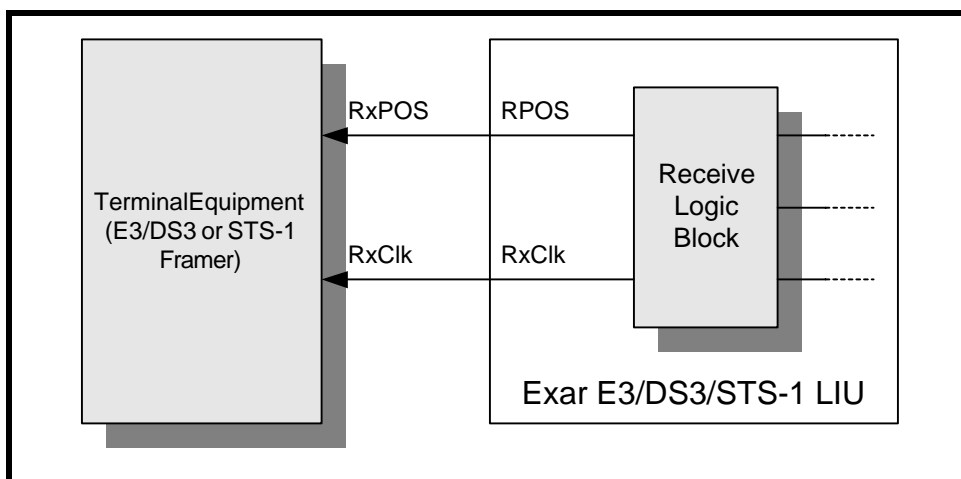 RxPOS
RPOS
TerminalEquipment
(E3/DS3 or STS-1
Framer)
Receive
Logic
Block
RxClk
RxClk
Exar E3/DS3/STS-1 LIU